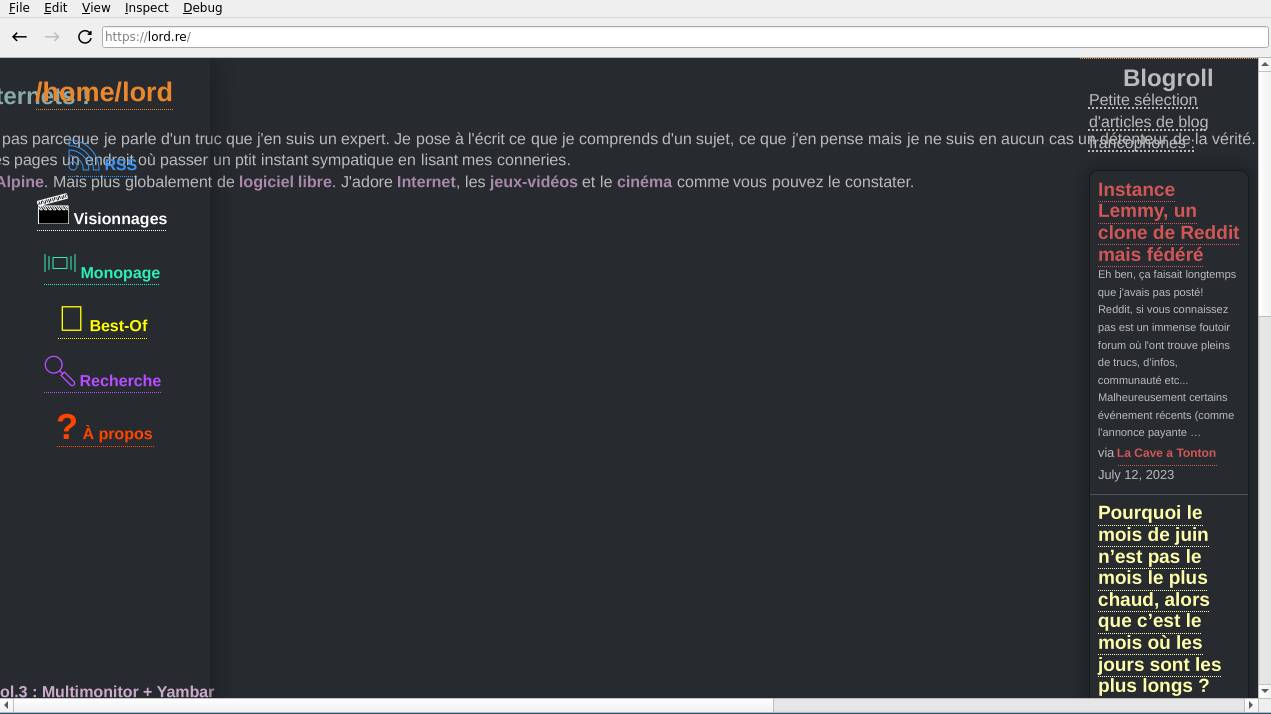 File Edit View Inspect Debug
https://lord.re/
/home/lord
ternets !
pas parceque je parle d'un truc que j'en suis un expert. Je pose à l'écrit ce que je comprends d'un sujet, ce que j'en pense mais je ne suis en aucun cas un détenteur de la vérité.
es pages un endroit où passer un ptit instant sympatique en lisant mes conneries.
Alpine. Mais plus globalement de logiciel libre. J'adore Internet, les jeux-vidéos et le cinéma comme vous pouvez le constater.
RSS
Visionnages
Monopage
Best-Of
Recherche
? À propos
ol.3 : Multimonitor + Yambar
Blogroll
Petite sélection
d'articles de blog
francophones :
Instance
Lemmy, un
clone de Reddit
mais fédéré
Eh ben, ça faisait longtemps
que j'avais pas posté!
Reddit, si vous connaissez
pas est un immense foutoir
forum où l'ont trouve pleins
de trucs, d'infos,
communauté etc...
Malheureusement certains
événement récents (comme
l'annonce payante …
via La Cave a Tonton
July 12, 2023
Pourquoi le
mois de juin
n’est pas le
mois le plus
chaud, alors
que c’est le
mois où les
jours sont les
plus longs ?